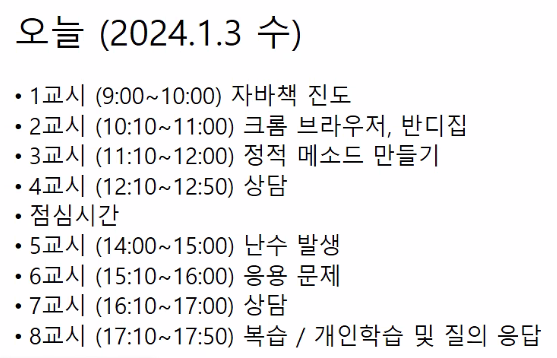 오늘 (2024.1.3 수)
• 1교시 (9:00~10:00) 자바책 진도
• 2교시 (10:10~11:00) 크롬 브라우저, 반디집
• 3교시 (11:10~12:00) 정적 메소드 만들기
• 4교시 (12:10~12:50) 상담
• 점심시간
• 5교시 (14:00~15:00) 난수 발생
• 6교시 (15:10~16:00) 응용 문제
• 7교시 (16:10~17:00) 상담
• 8교시 (17:10~17:50) 복습 / 개인학습 및 질의 응답